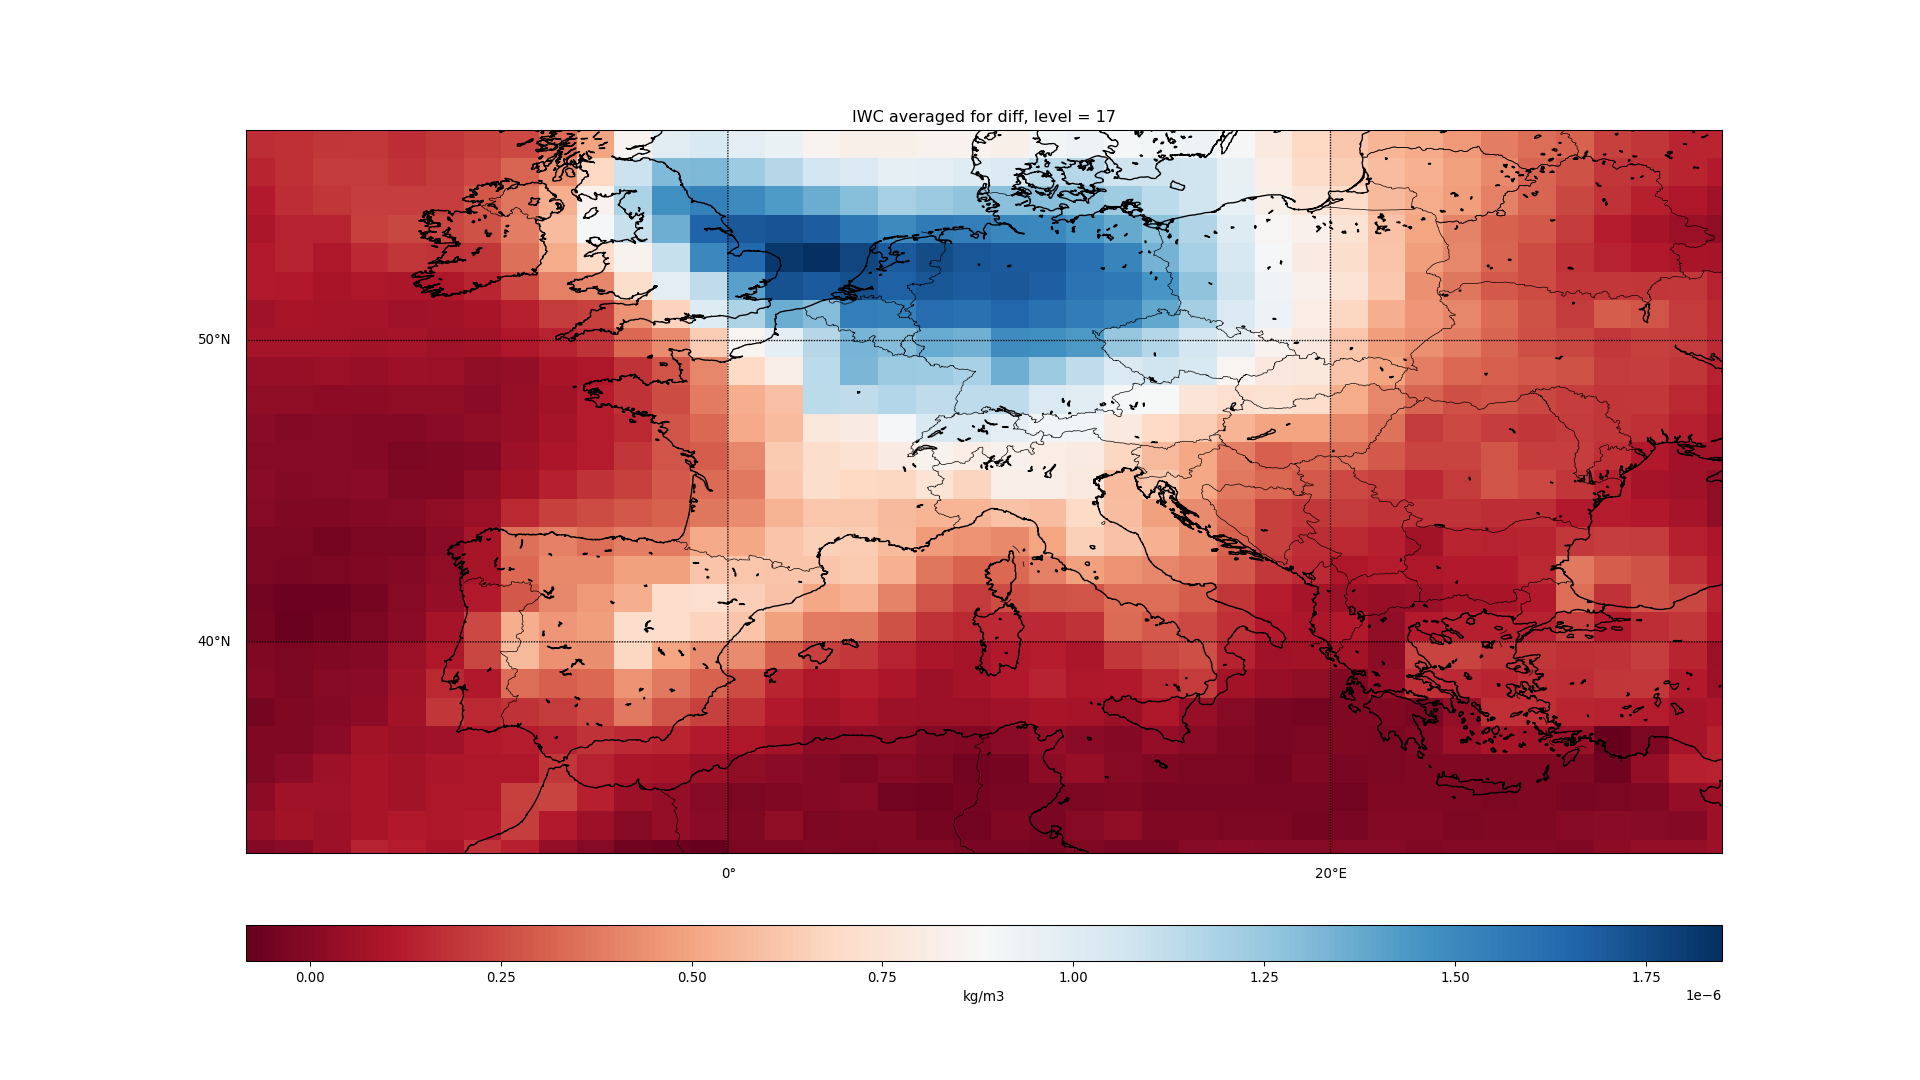 IWC averaged for diff, level = 17
50°N
40°N
0°
20°E
0.00 0.25 0.50 0.75 1.00 1.25 1.50 1.75
kg/m3
1e−6